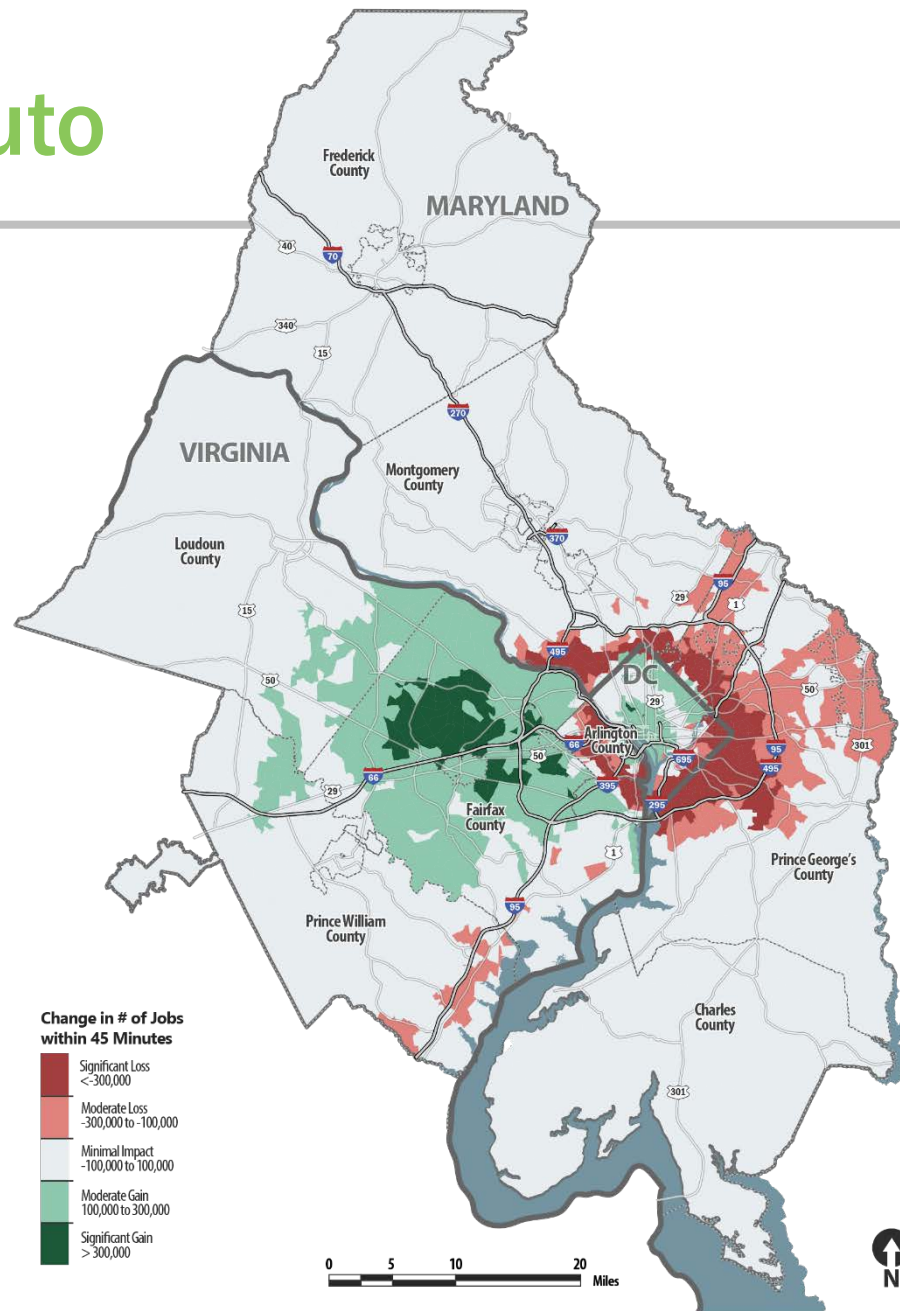 uto
Frederick
County
MARYLAND
40
70
340
15
270
VIRGINIA
Montgomery
County
370
Loudoun
County
95
29
1
15
495
DC
50
50
29
Arlington
County
301
66
50
695
95
495
66
395
29
295
Fairfax
County
1
Prince George's
County
95
Prince William
County
Charles
County
301
Change in # of Jobs
within 45 Minutes
Significant Loss
<-300,000
Moderate Loss
-300,000 to -100,000
Minimal Impact
-100,000 to 100,000
Moderate Gain
100,000 to 300,000
Significant Gain
> 300,000
0 5 10 20
Miles
N